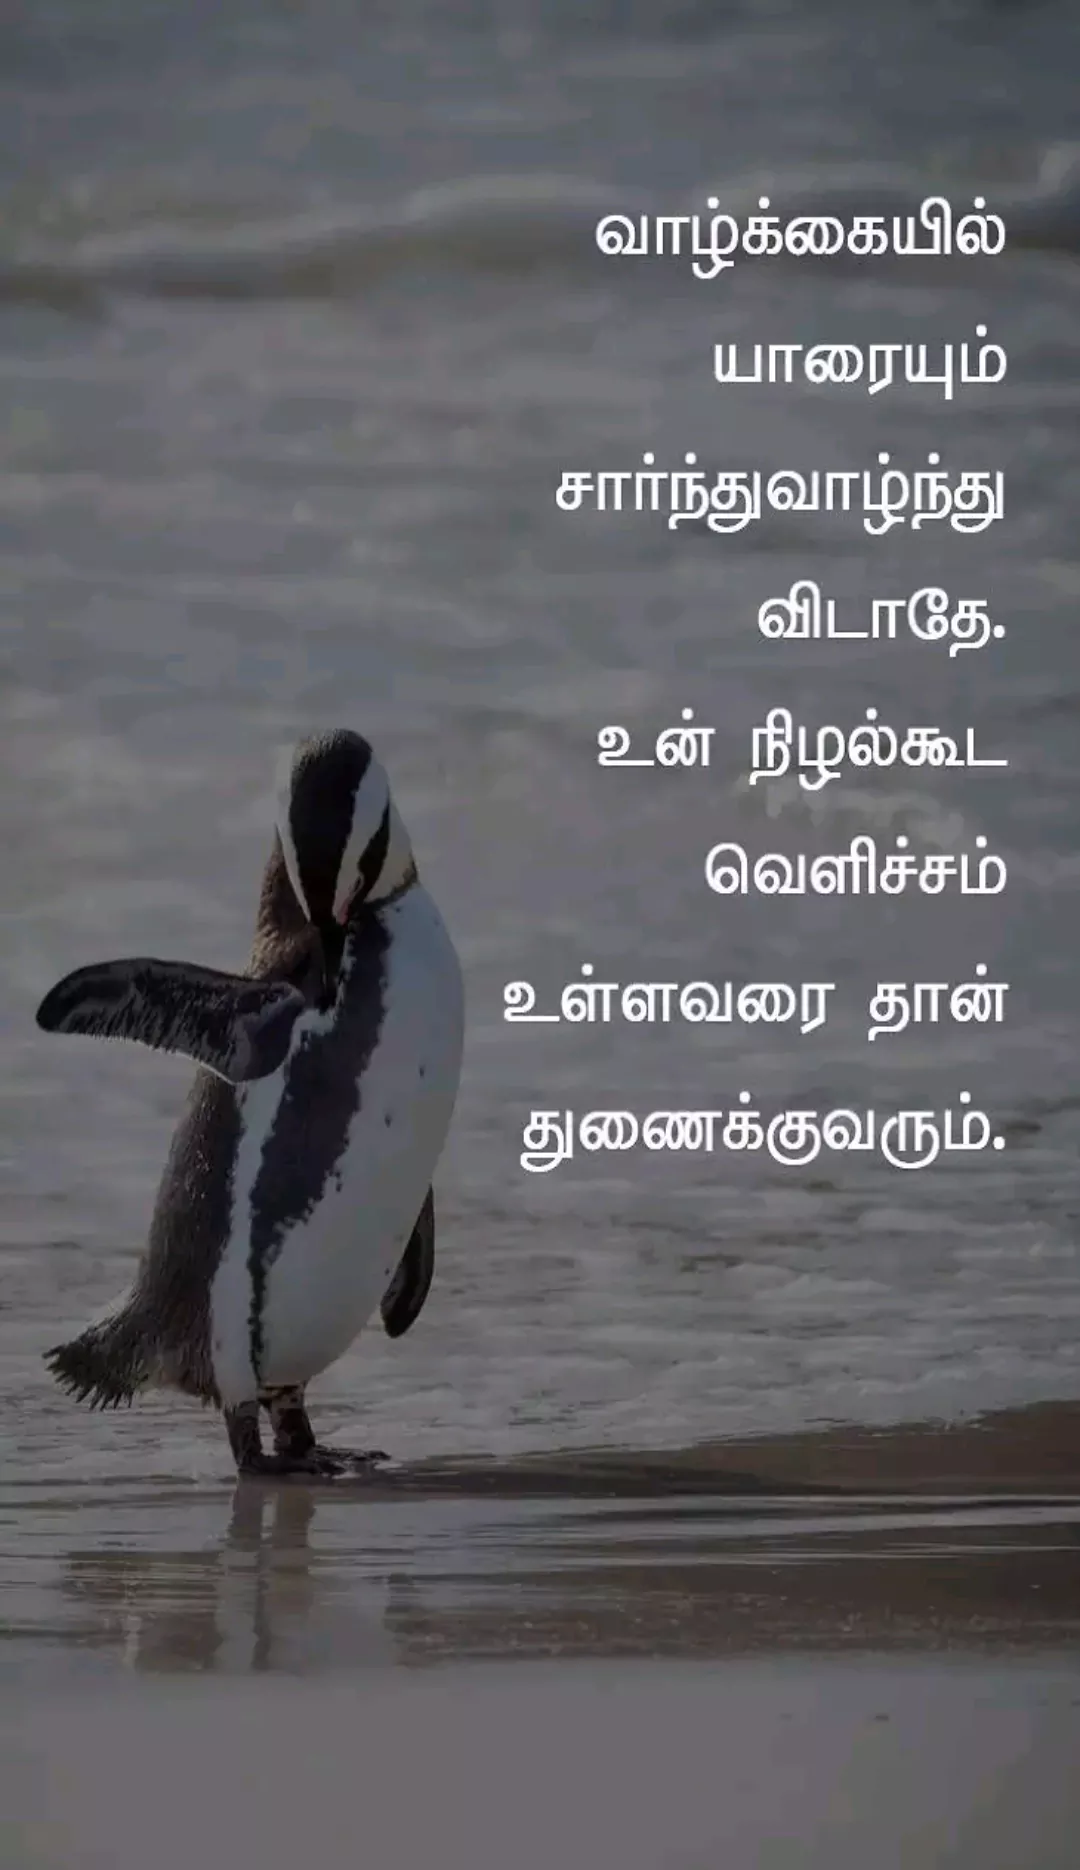 வாழ்க்கையில்
யாரையும்
சார்ந்துவாழ்ந்து
விடாதே.
உன் நிழல்கூட
வெளிச்சம்
உள்ளவரை தான்
துணைக்குவரும்.